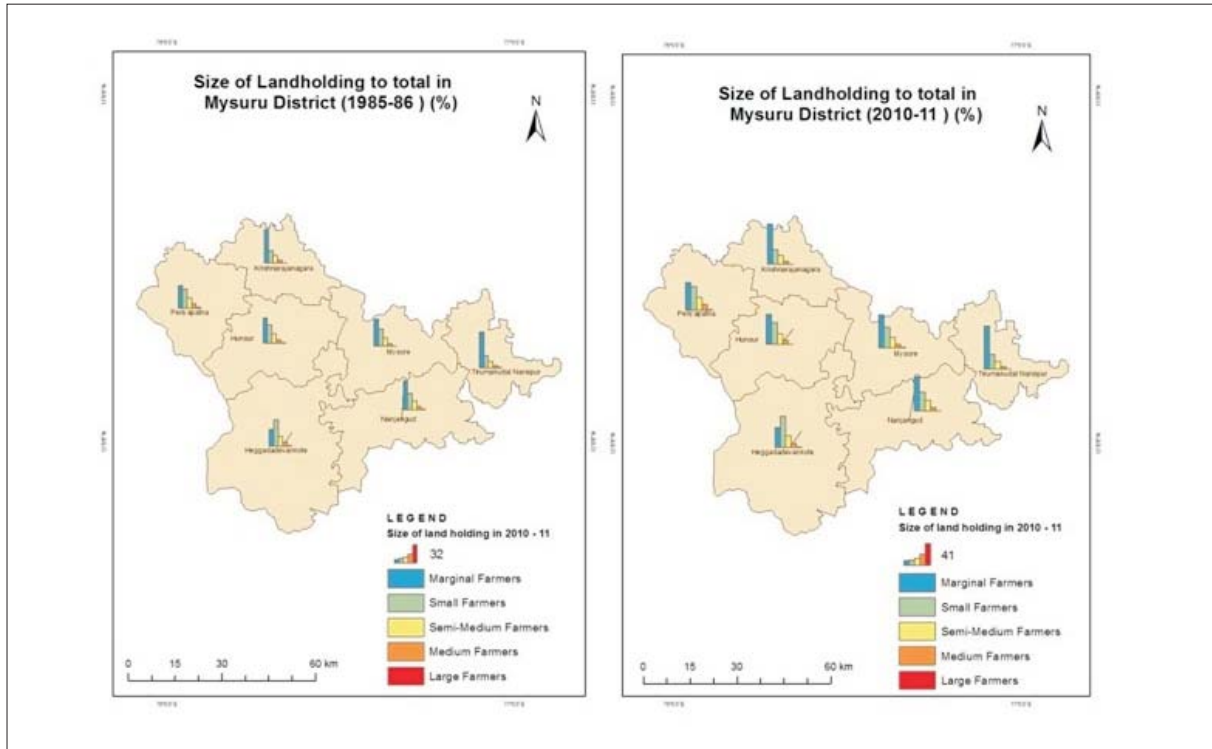 Size of Landholding to total in
Mysuru District (1985-86 ) (%)
N
Krishnarajanagara
Hunsur
Mysore
Tirumakudal Narsipur
Nanjangud
Heggadadevankote
LEGEND
Size of land holding in 2010 - 11
32
Marginal Farmers
Small Farmers
Semi-Medium Farmers
Medium Farmers
Large Farmers
0 15 30 60 km
Size of Landholding to total in
Mysuru District (2010-11 ) (%)
N
Krishnarajanagara
Hunsur
Mysore
Tirumakudal Narsipur
Nanjangud
Heggadadevankote
LEGEND
Size of land holding in 2010 - 11
41
Marginal Farmers
Small Farmers
Semi-Medium Farmers
Medium Farmers
Large Farmers
0 15 30 60 km